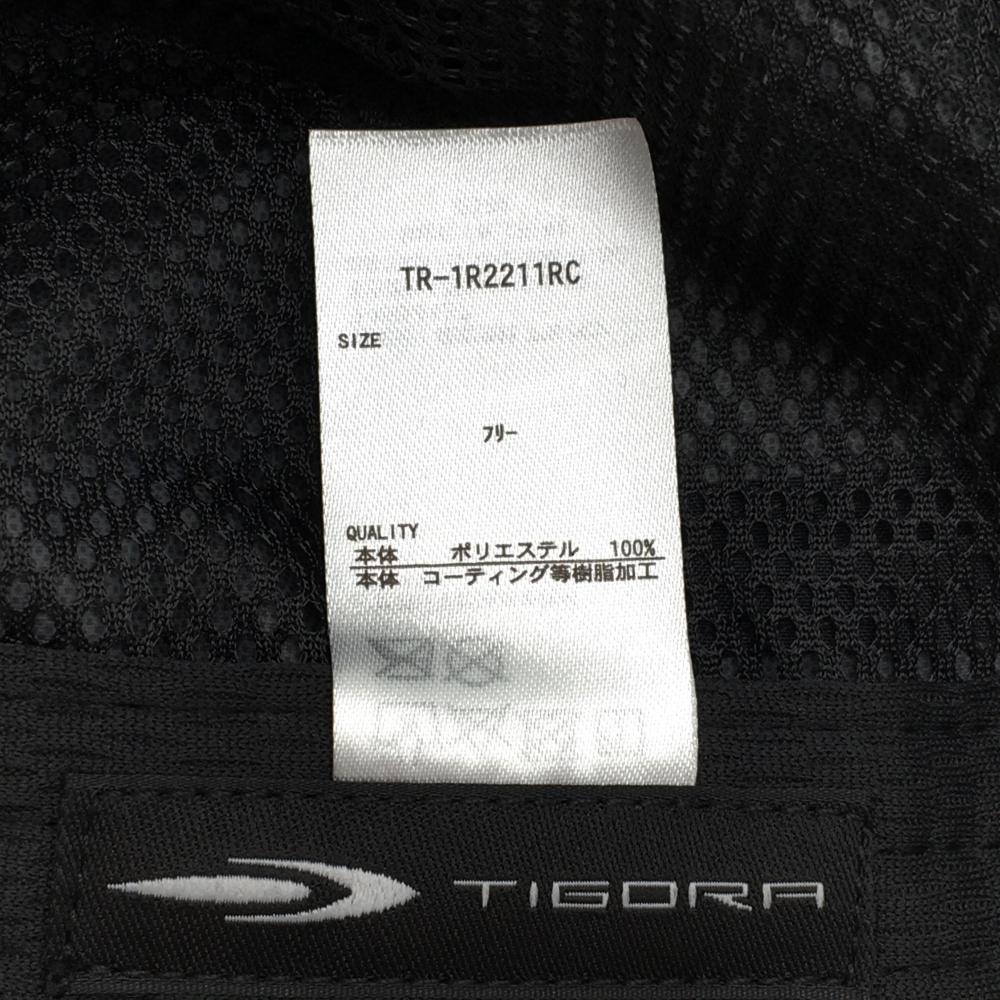 TR-1R2211RC
SIZE
フリー
QUALITY
本体 ポリエステル 100%
本体 コーティング等樹脂加工
TIGORA